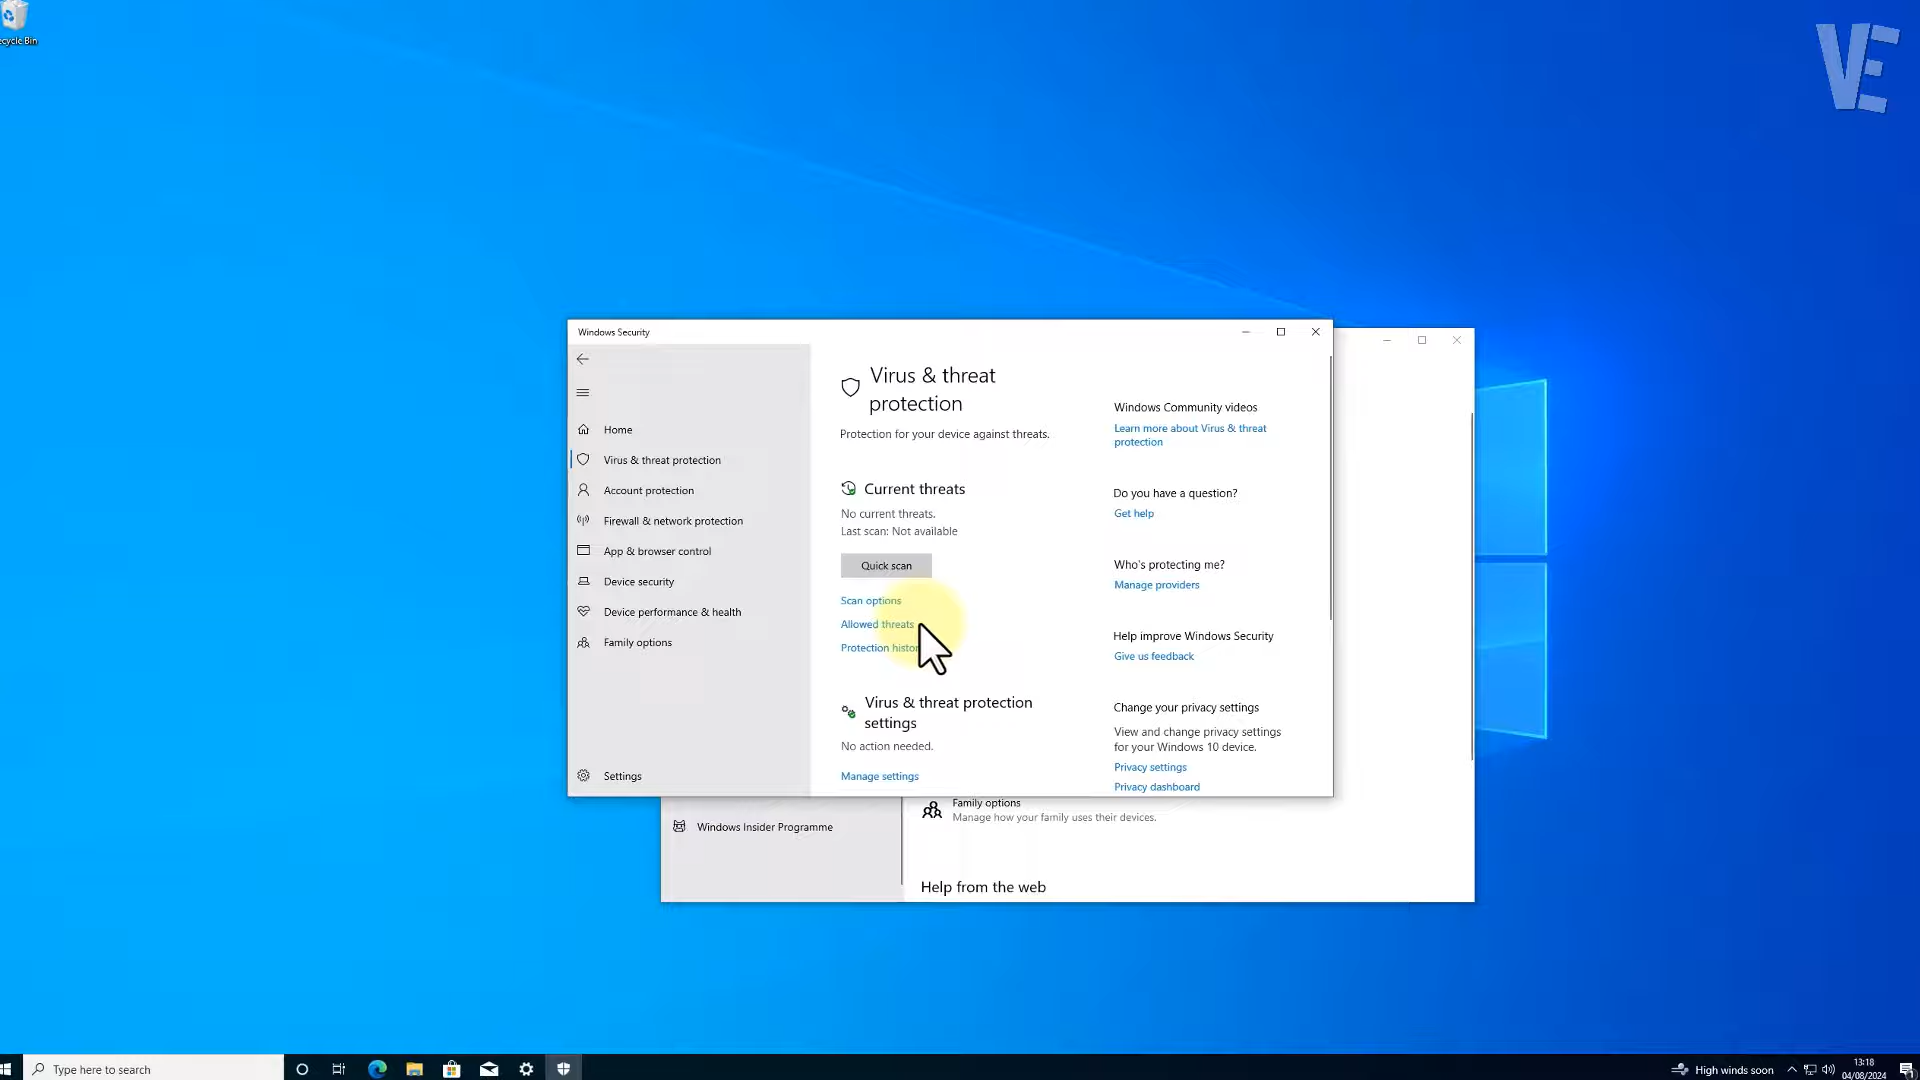 ecycle Bin
VE
Windows Security
Home
Virus & threat protection
Account protection
Firewall & network protection
App & browser control
Device security
Device performance & health
Family options
Settings
Virus & threat
protection
Protection for your device against threats.
Current threats
No current threats.
Last scan: Not available
Quick scan
Scan options
Allowed threats
Protection histor
Virus & threat protection
settings
No action needed.
Manage settings
Windows Community videos
Learn more about Virus & threat
protection
Do you have a question?
Get help
Who's protecting me?
Manage providers
Help improve Windows Security
Give us feedback
Change your privacy settings
View and change privacy settings
for your Windows 10 device.
Privacy settings
Privacy dashboard
Windows Insider Programme
Family options
Manage how your family uses their devices.
Help from the web
Type here to search
High winds soon
13:18
04/08/2024